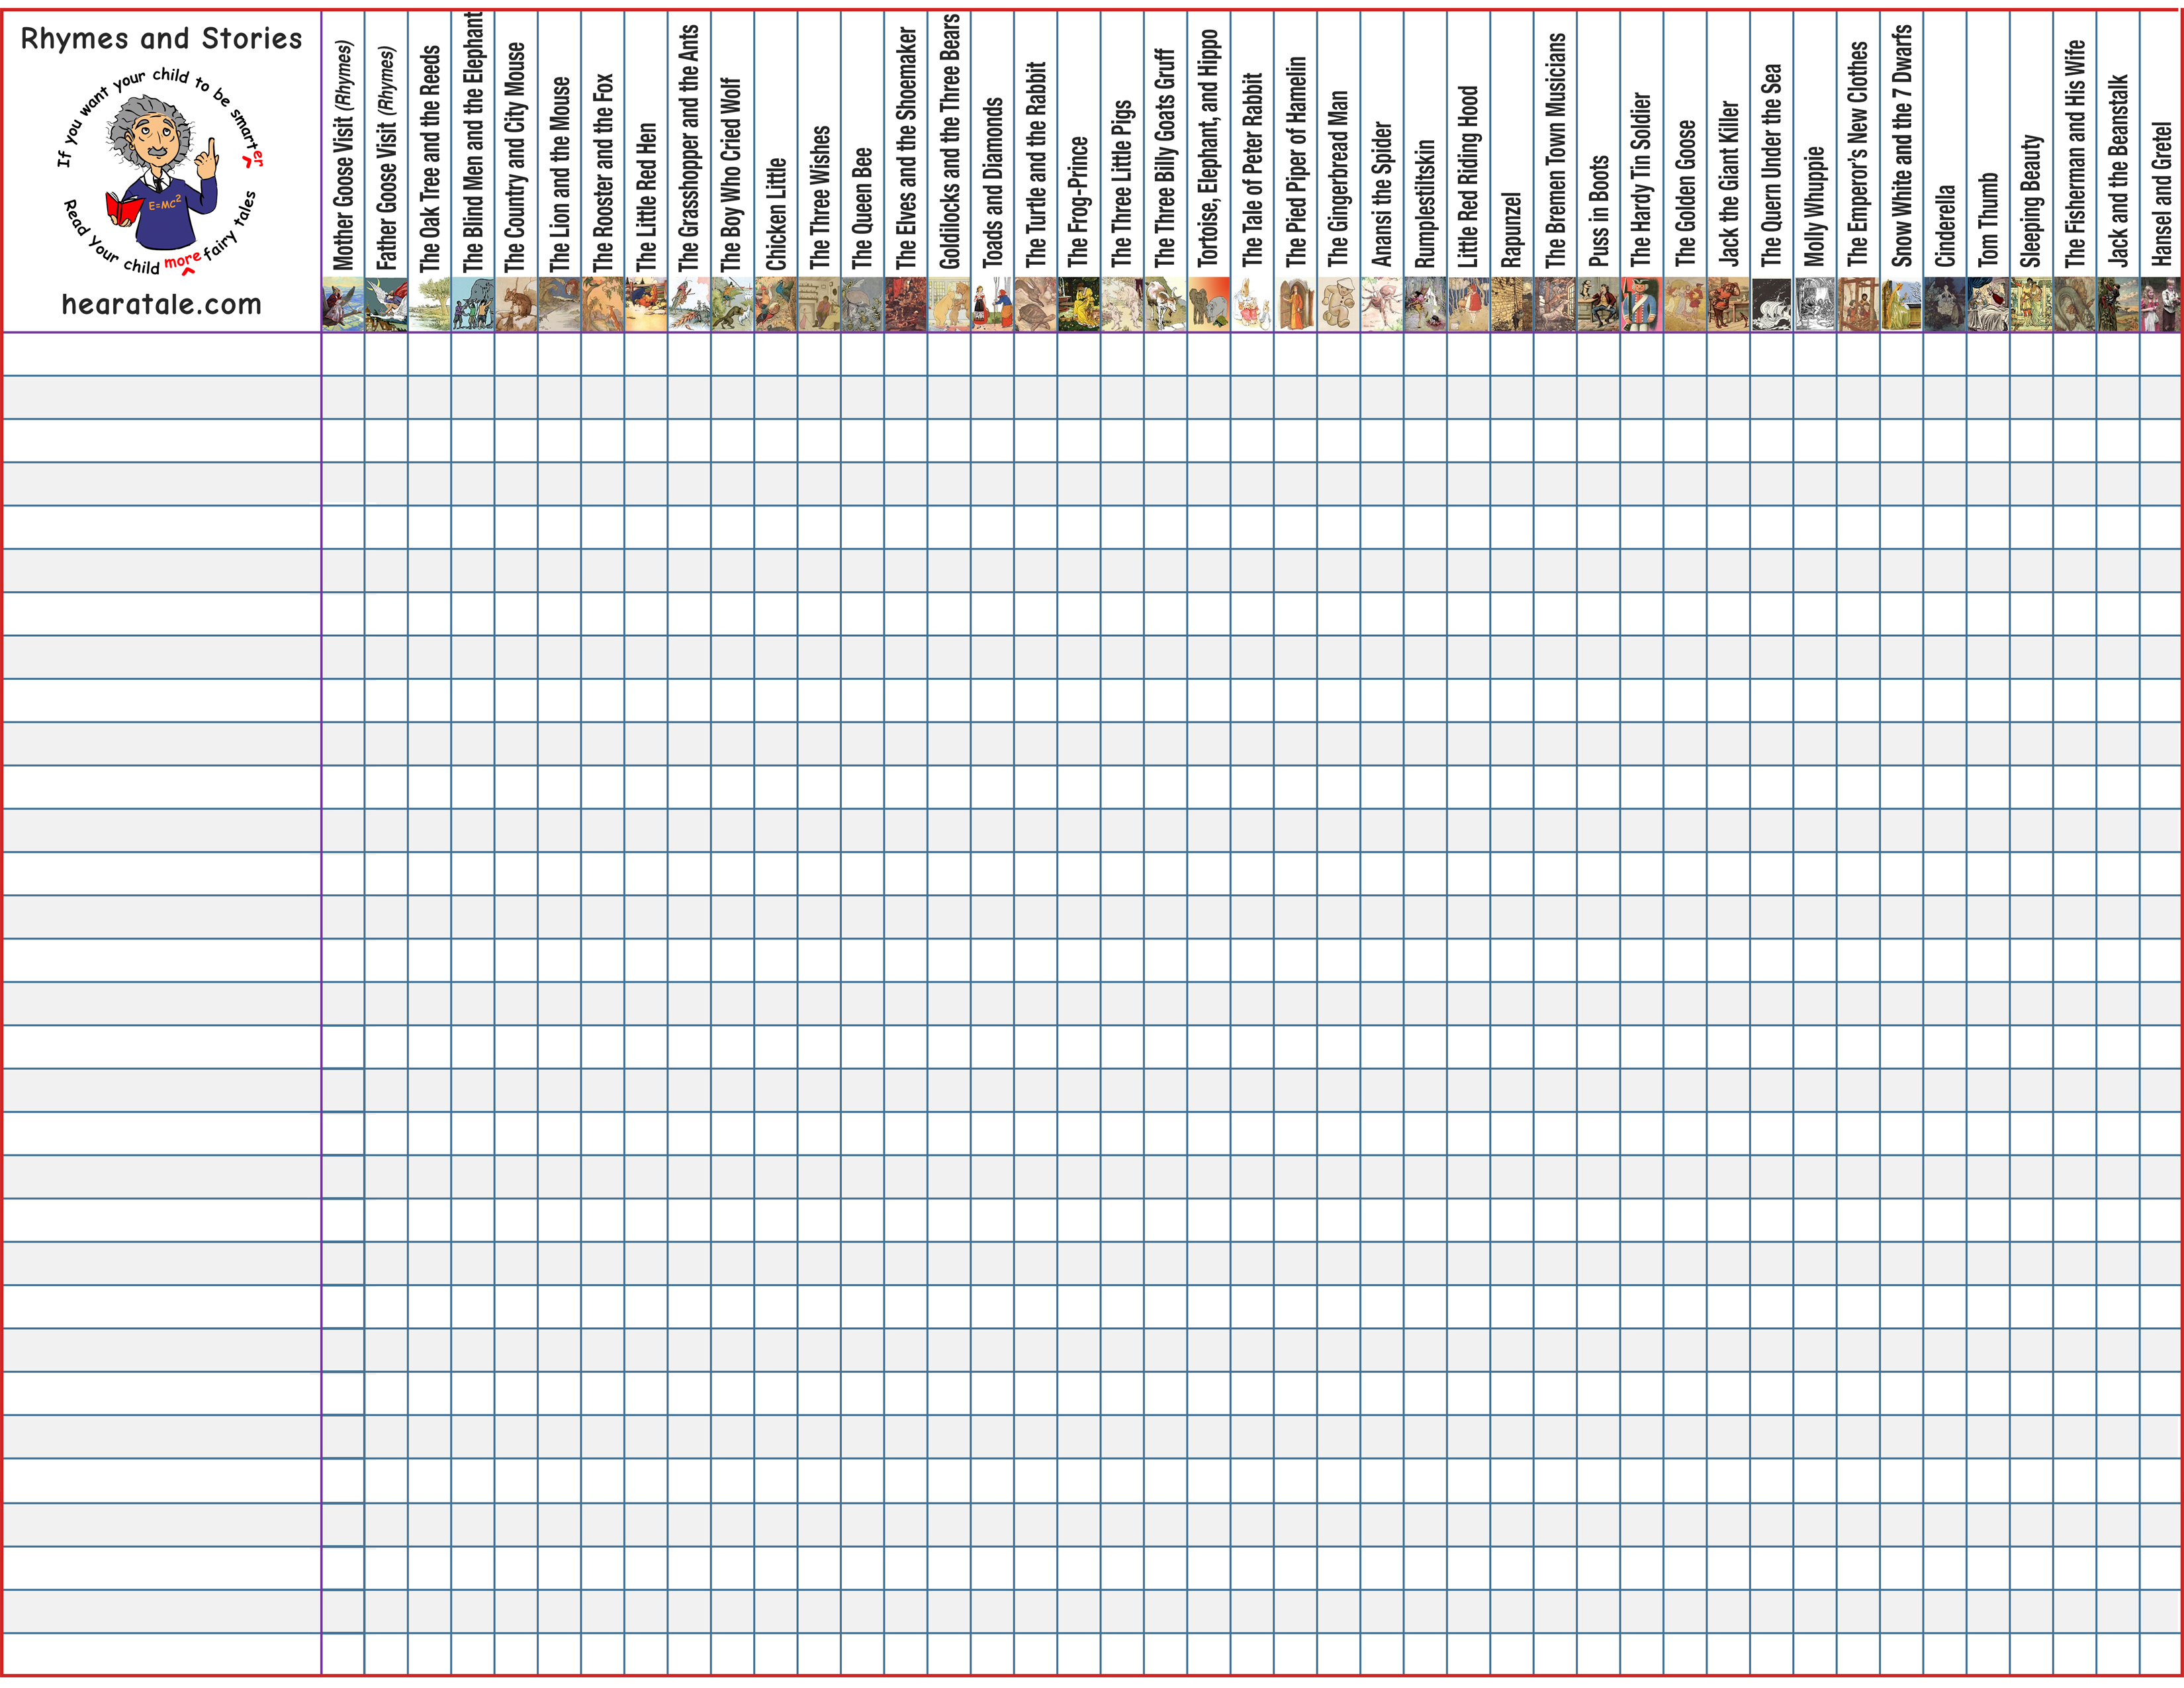 Rhymes and Stories
If you want your child to be smarter
E=MC2
Read Your child more fairy tales
hearatale.com
Mother Goose Visit (Rhymes)
Father Goose Visit (Rhymes)
The Oak Tree and the Reeds
The Blind Men and the Elephant
The Country and City Mouse
The Lion and the Mouse
The Rooster and the Fox
The Little Red Hen
The Grasshopper and the Ants
The Boy Who Cried Wolf
Chicken Little
The Three Wishes
The Queen Bee
The Elves and the Shoemaker
Goldilocks and the Three Bears
Toads and Diamonds
The Turtle and the Rabbit
The Frog-Prince
The Three Little Pigs
The Three Billy Goats Gruff
Tortoise, Elephant, and Hippo
The Tale of Peter Rabbit
The Pied Piper of Hamelin
The Gingerbread Man
Anansi the Spider
Rumplestiltskin
Little Red Riding Hood
Rapunzel
The Bremen Town Musicians
Puss in Boots
The Hardy Tin Soldier
The Golden Goose
Jack the Giant Killer
The Quern Under the Sea
Molly Whuppie
The Emperor's New Clothes
Snow White and the 7 Dwarfs
Cinderella
Tom Thumb
Sleeping Beauty
The Fisherman and His Wife
Jack and the Beanstalk
Hansel and Gretel